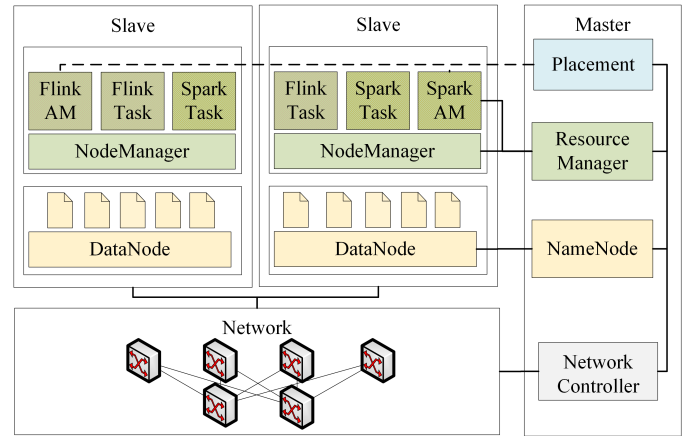 Slave
Flink
AM
Flink
Task
Spark
Task
NodeManager
DataNode
Slave
Flink
Task
Spark
Task
Spark
AM
NodeManager
DataNode
Master
Placement
Resource
Manager
NameNode
Network
Controller
Network